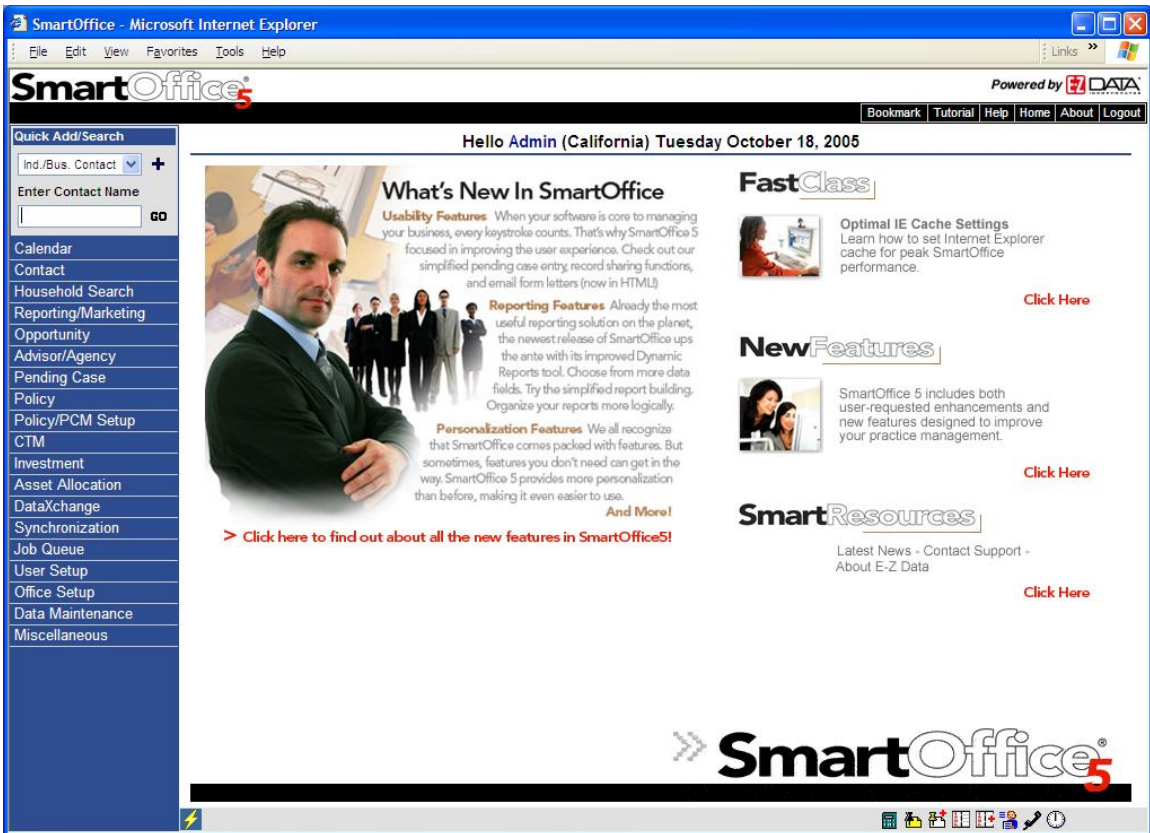 SmartOffice - Microsoft Internet Explorer
File Edit View Favorites Tools Help
Links »
SmartOffice® 5
Powered by EZ DATA
INCORPORATED
Bookmark Tutorial Help Home About Logout
Quick Add/Search
Ind./Bus. Contact
Enter Contact Name
GO
Calendar
Contact
Household Search
Reporting/Marketing
Opportunity
Advisor/Agency
Pending Case
Policy
Policy/PCM Setup
CTM
Investment
Asset Allocation
DataXchange
Synchronization
Job Queue
User Setup
Office Setup
Data Maintenance
Miscellaneous
Hello Admin (California) Tuesday October 18, 2005
What's New In SmartOffice
Usability Features When your software is core to managing
your business, every keystroke counts. That's why SmartOffice 5
focused in improving the user experience. Check out our
simplified pending case entry, record sharing functions,
and email form letters (now in HTML!)
Reporting Features Already the most
useful reporting solution on the planet,
the newest release of SmartOffice ups
the ante with its improved Dynamic
Reports tool. Choose from more data
fields. Try the simplified report building.
Organize your reports more logically.
Personalization Features We all recognize
that SmartOffice comes packed with features. But
sometimes, features you don't need can get in the
way. SmartOffice 5 provides more personalization
than before, making it even easier to use.
And More!
> Click here to find out about all the new features in SmartOffice5!
FastClass
Optimal IE Cache Settings
Learn how to set Internet Explorer
cache for peak SmartOffice
performance.
Click Here
NewFeatures
SmartOffice 5 includes both
user-requested enhancements and
new features designed to improve
your practice management.
Click Here
SmartResources
Latest News - Contact Support -
About E-Z Data
Click Here
SmartOffice® 5